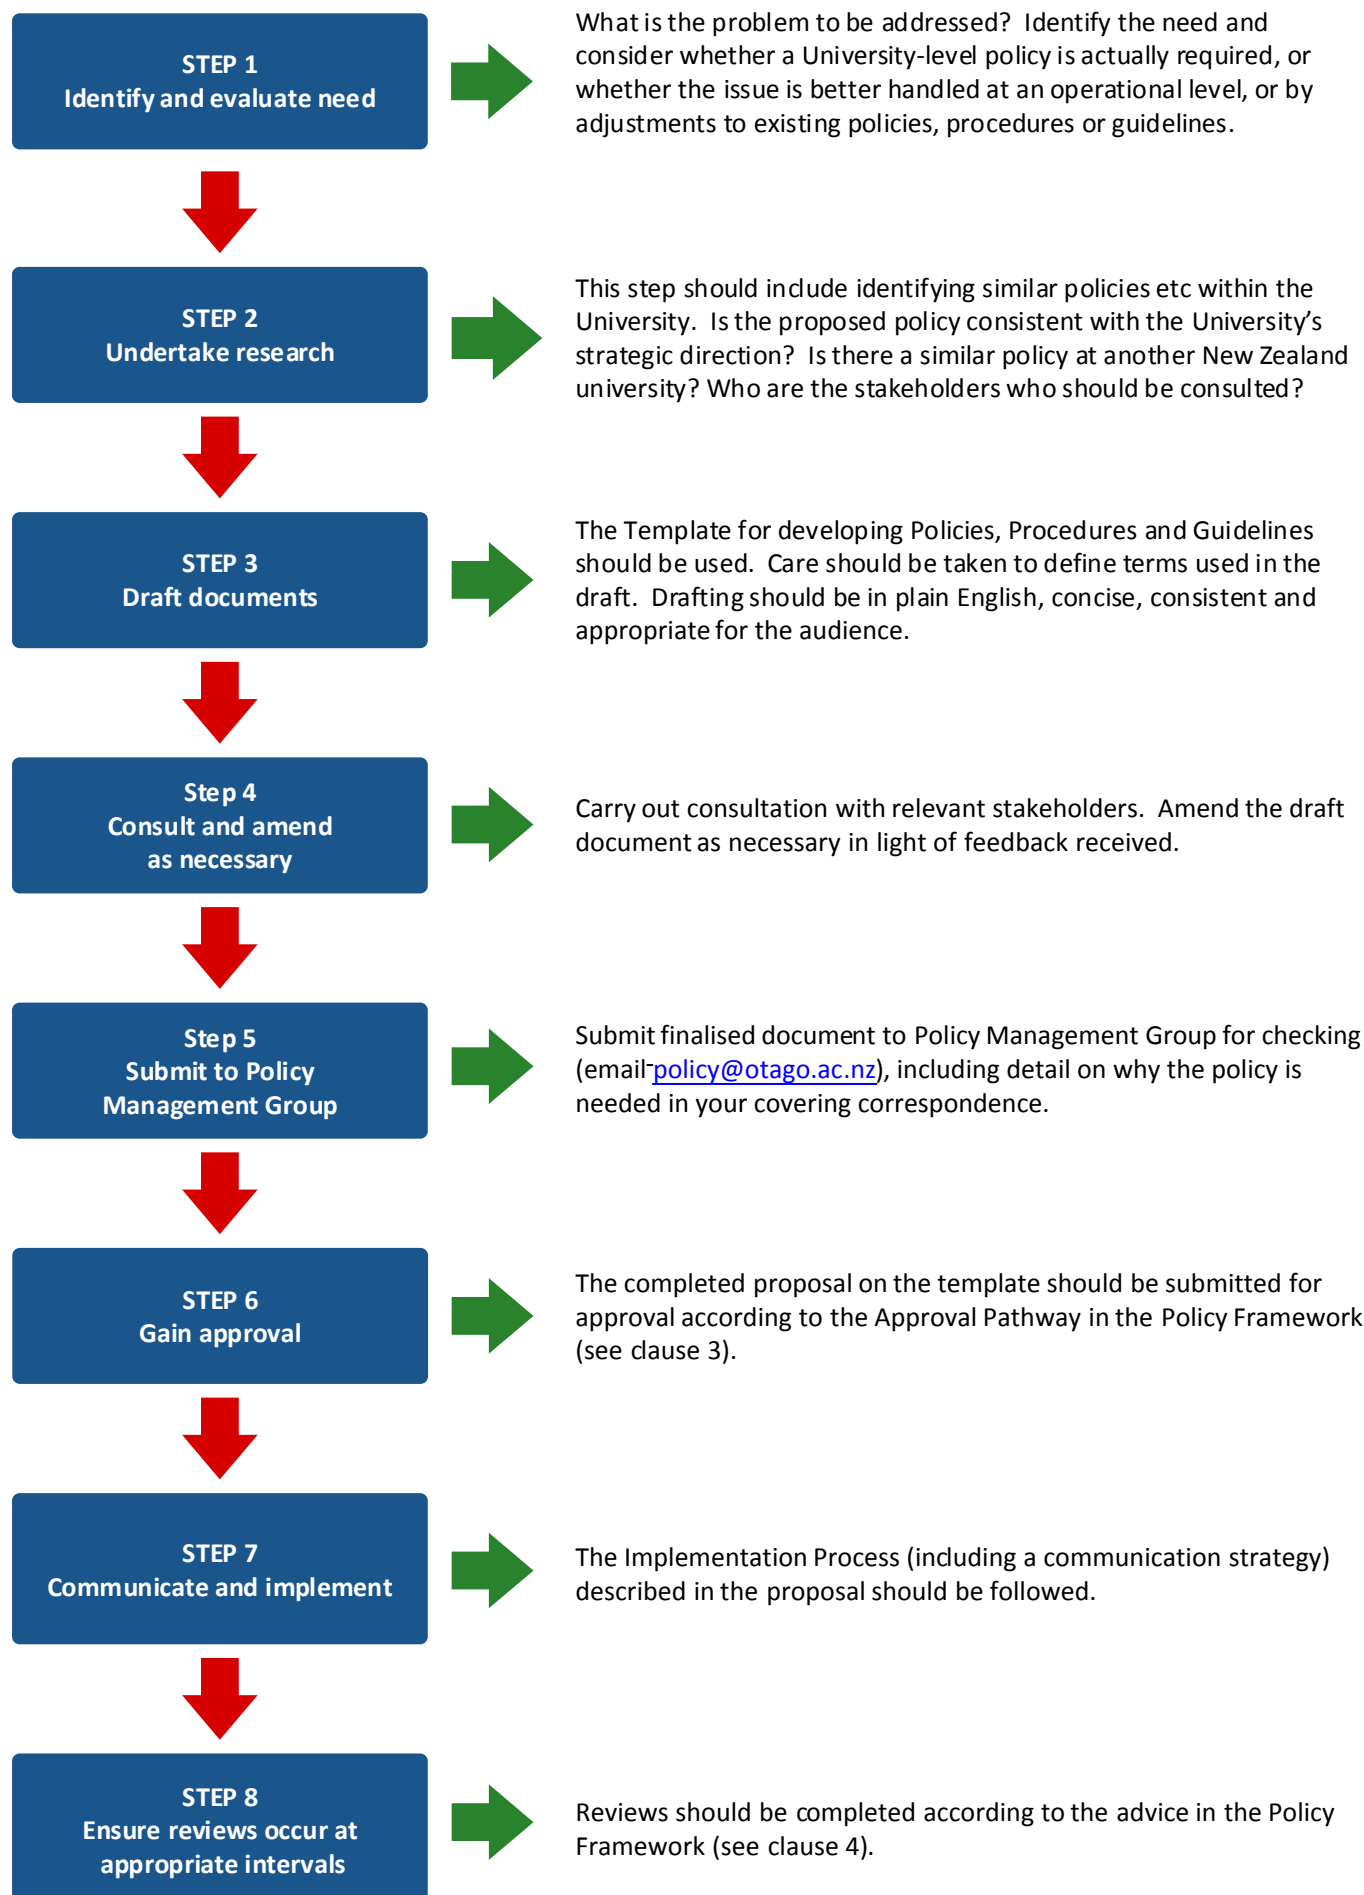 STEP 1
Identify and evaluate need
What is the problem to be addressed?  Identify the need and
consider whether a University-level policy is actually required, or
whether the issue is better handled at an operational level, or by
adjustments to existing policies, procedures or guidelines.
STEP 2
Undertake research
This step should include identifying similar policies etc within the
University.  Is the proposed policy consistent with the University’s
strategic direction?  Is there a similar policy at another New Zealand
university? Who are the stakeholders who should be consulted?
STEP 3
Draft documents
The Template for developing Policies, Procedures and Guidelines
should be used.  Care should be taken to define terms used in the
draft.  Drafting should be in plain English, concise, consistent and
appropriate for the audience.
Step 4
Consult and amend
as necessary
Carry out consultation with relevant stakeholders.  Amend the draft
document as necessary in light of feedback received.
Step 5
Submit to Policy
Management Group
Submit finalised document to Policy Management Group for checking
(email policy@otago.ac.nz), including detail on why the policy is
needed in your covering correspondence.
STEP 6
Gain approval
The completed proposal on the template should be submitted for
approval according to the Approval Pathway in the Policy Framework
(see clause 3).
STEP 7
Communicate and implement
The Implementation Process (including a communication strategy)
described in the proposal should be followed.
STEP 8
Ensure reviews occur at
appropriate intervals
Reviews should be completed according to the advice in the Policy
Framework (see clause 4).